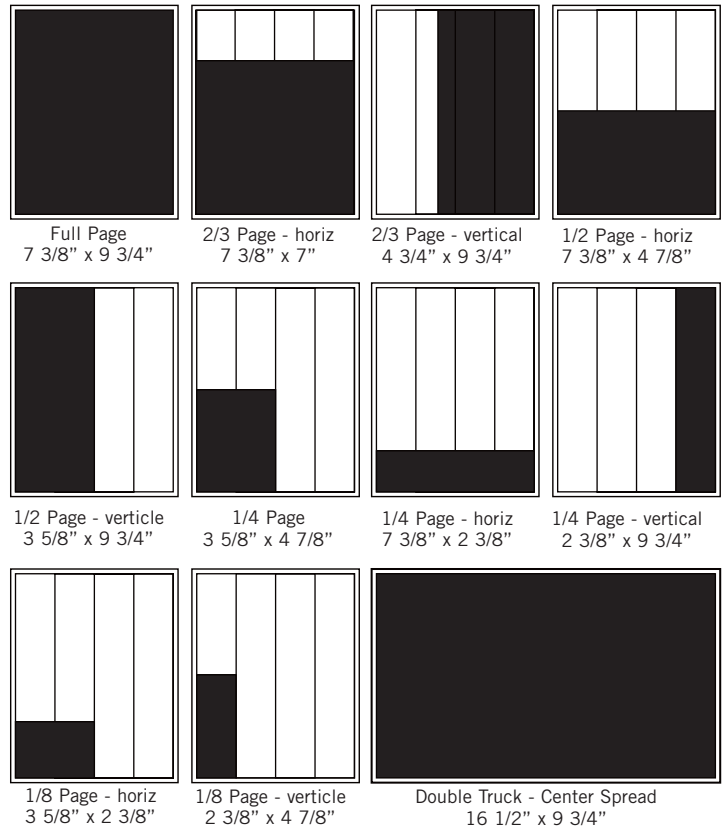 Full Page
7 3/8” x 9 3/4”
2/3 Page - horiz
7 3/8” x 7”
2/3 Page - vertical
4 3/4” x 9 3/4”
1/2 Page - horiz
7 3/8” x 4 7/8”
1/2 Page - verticle
3 5/8” x 9 3/4”
1/4 Page
3 5/8” x 4 7/8”
1/4 Page - horiz
7 3/8” x 2 3/8”
1/4 Page - vertical
2 3/8” x 9 3/4”
1/8 Page - horiz
3 5/8” x 2 3/8”
1/8 Page - verticle
2 3/8” x 4 7/8”
Double Truck - Center Spread
16 1/2” x 9 3/4”